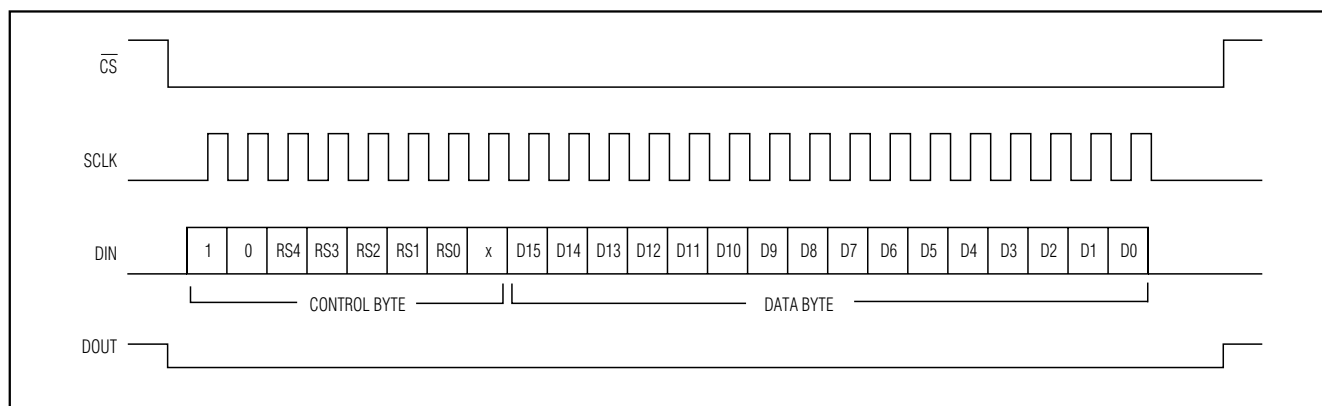 CS
SCLK
DIN 1 0 RS4 RS3 RS2 RS1 RS0 x D15 D14 D13 D12 D11 D10 D9 D8 D7 D6 D5 D4 D3 D2 D1 D0
CONTROL BYTE DATA BYTE
DOUT